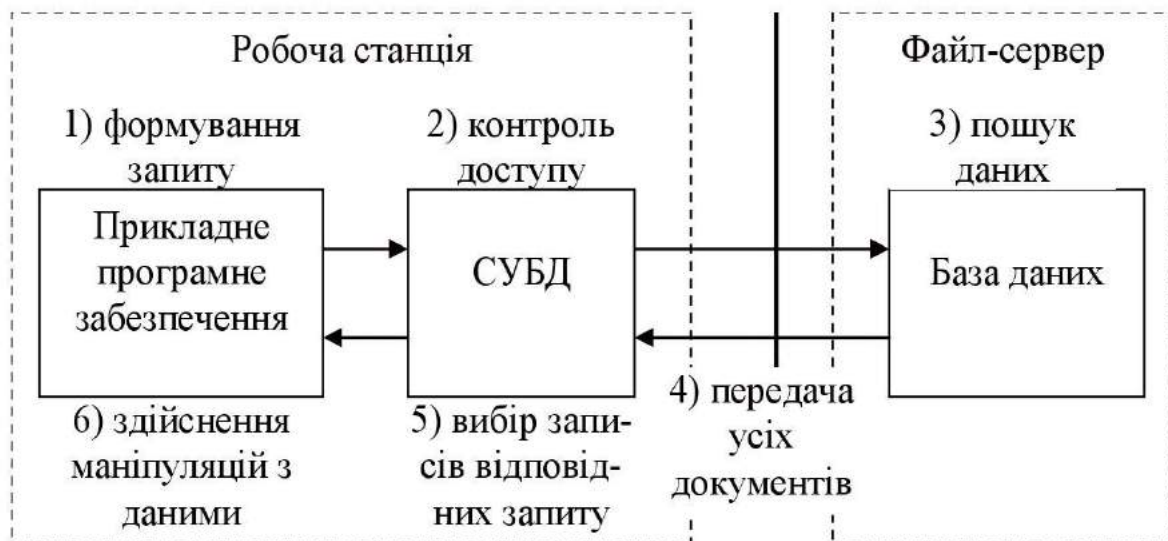 Робоча станція
Файл-сервер
1) формування
запиту
2) контроль
доступу
3) пошук
даних
Прикладне
програмне
забезпечення
СУБД
База даних
4) передача
усіх
документів
5) вибір запи-
сів відповід-
них запиту
6) здійснення
маніпуляцій з
даними